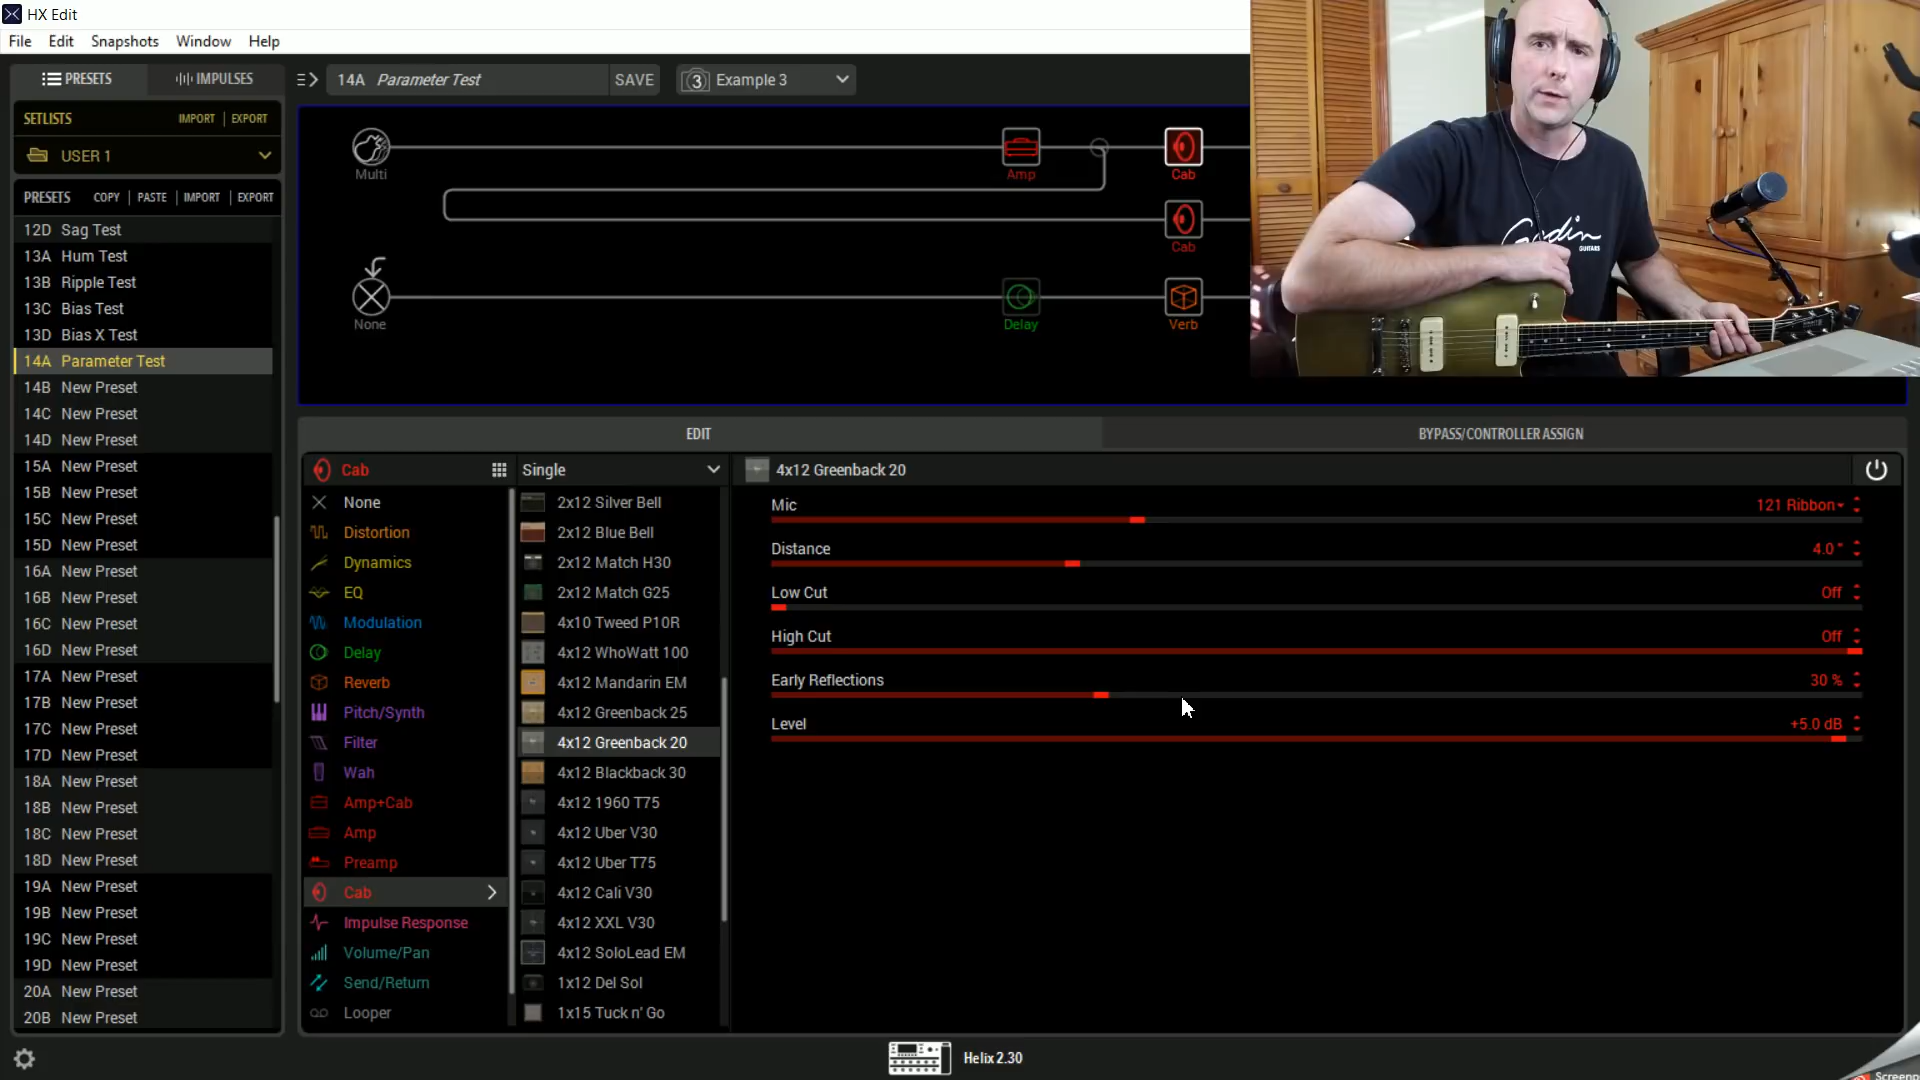 HX Edit
File Edit Snapshots Window Help
PRESETS IMPULSES
14A Parameter Test SAVE 3 Example 3
SETLISTS IMPORT | EXPORT
USER 1
PRESETS COPY | PASTE | IMPORT | EXPORT
12D Sag Test
13A Hum Test
13B Ripple Test
13C Bias Test
13D Bias X Test
14A Parameter Test
14B New Preset
14C New Preset
14D New Preset
15A New Preset
15B New Preset
15C New Preset
15D New Preset
16A New Preset
16B New Preset
16C New Preset
16D New Preset
17A New Preset
17B New Preset
17C New Preset
17D New Preset
18A New Preset
18B New Preset
18C New Preset
18D New Preset
19A New Preset
19B New Preset
19C New Preset
19D New Preset
20A New Preset
20B New Preset
Multi
Amp
Cab
Cab
None
Delay
Verb
Godin
GUITARS
EDIT
BYPASS/CONTROLLER ASSIGN
Cab
None
Distortion
Dynamics
EQ
Modulation
Delay
Reverb
Pitch/Synth
Filter
Wah
Amp+Cab
Amp
Preamp
Cab
Impulse Response
Volume/Pan
Send/Return
Looper
Single
2x12 Silver Bell
2x12 Blue Bell
2x12 Match H30
2x12 Match G25
4x10 Tweed P10R
4x12 WhoWatt 100
4x12 Mandarin EM
4x12 Greenback 25
4x12 Greenback 20
4x12 Blackback 30
4x12 1960 T75
4x12 Uber V30
4x12 Uber T75
4x12 Cali V30
4x12 XXL V30
4x12 SoloLead EM
1x12 Del Sol
1x15 Tuck n' Go
4x12 Greenback 20
Mic 121 Ribbon
Distance 4.0 "
Low Cut Off
High Cut Off
Early Reflections 30 %
Level +5.0 dB
Helix 2.30